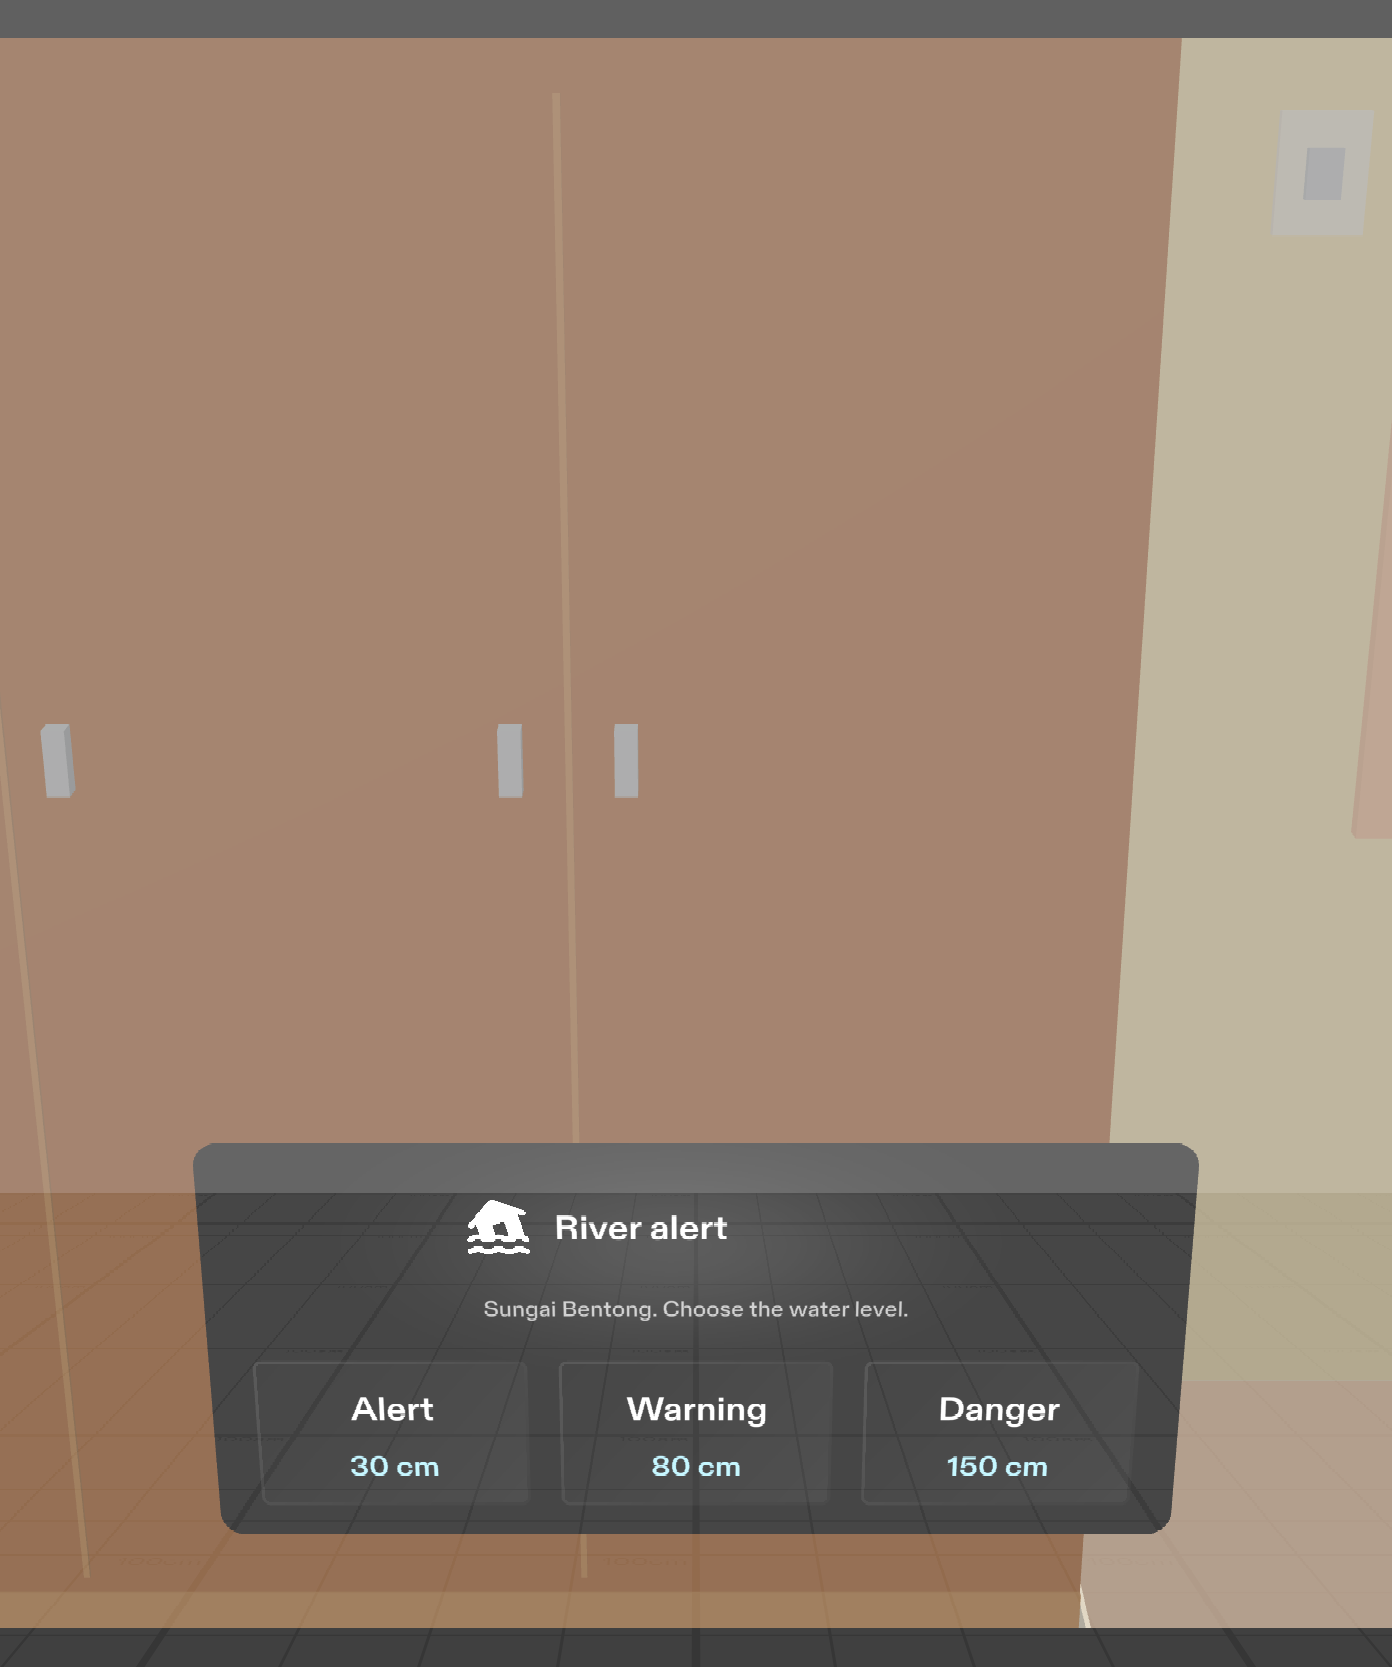 River alert
Sungai Bentong. Choose the water level.
Alert
30 cm
Warning
80 cm
Danger
150 cm